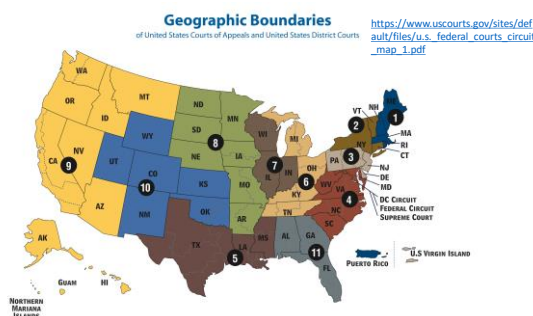 Geographic Boundaries
of United States Courts of Appeals and United States District Courts
https://www.uscourts.gov/sites/def
ault/files/u.s._federal_courts_circuit
_map_1.pdf
WA
OR
CA
NV
ID
MT
AZ
9
AK
HI
GUAM
NORTHERN
MARIANA
ISLANDS
WY
UT
CO
10
KS
NM
OK
ND
MN
SD
8
NE
IA
MO
AR
TX
LA
MS
5
WI
IL
IN
7
MI
OH
6
KY
TN
AL
GA
11
FL
WV
VA
4
NC
SC
MD
PA
3
NJ
DE
VT
2
NY
CT
NH
ME
1
MA
RI
DC CIRCUIT
FEDERAL CIRCUIT
SUPREME COURT
PUERTO RICO
U.S VIRGIN ISLAND